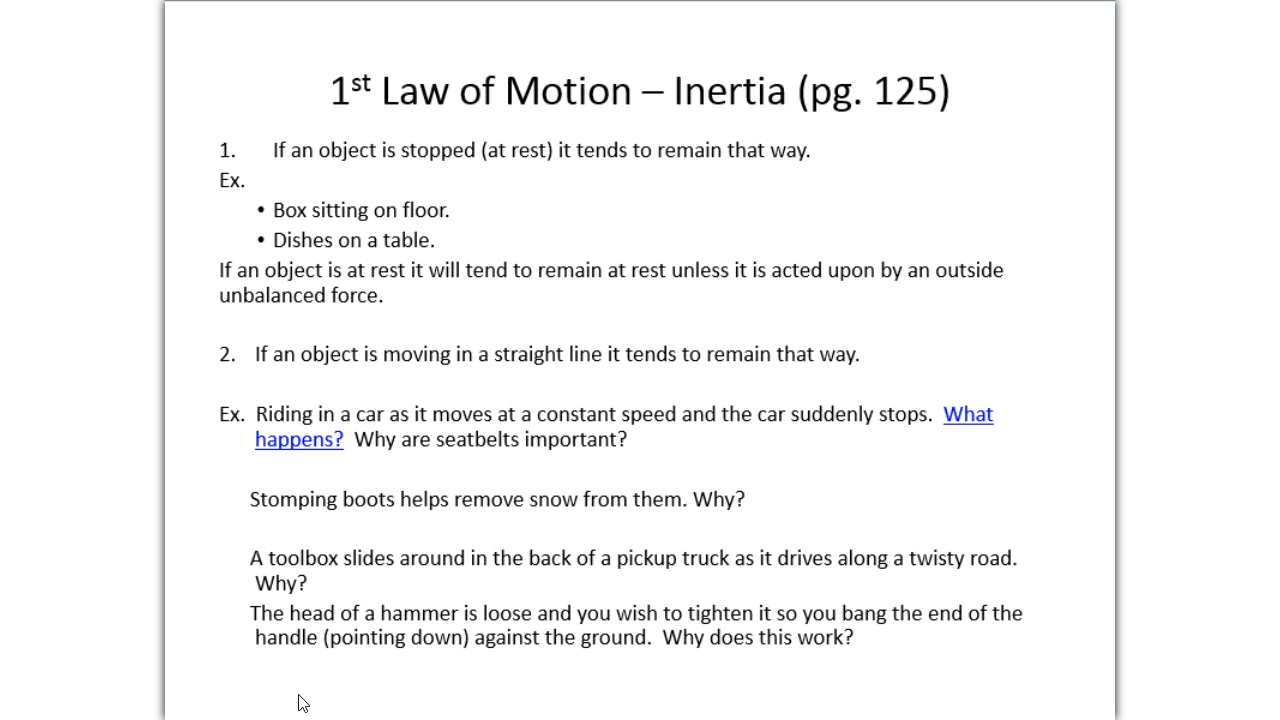 1st Law of Motion – Inertia (pg. 125)
1. If an object is stopped (at rest) it tends to remain that way.
Ex.
• Box sitting on floor.
• Dishes on a table.
If an object is at rest it will tend to remain at rest unless it is acted upon by an outside
unbalanced force.
2. If an object is moving in a straight line it tends to remain that way.
Ex. Riding in a car as it moves at a constant speed and the car suddenly stops. What
happens? Why are seatbelts important?
Stomping boots helps remove snow from them. Why?
A toolbox slides around in the back of a pickup truck as it drives along a twisty road.
Why?
The head of a hammer is loose and you wish to tighten it so you bang the end of the
handle (pointing down) against the ground. Why does this work?